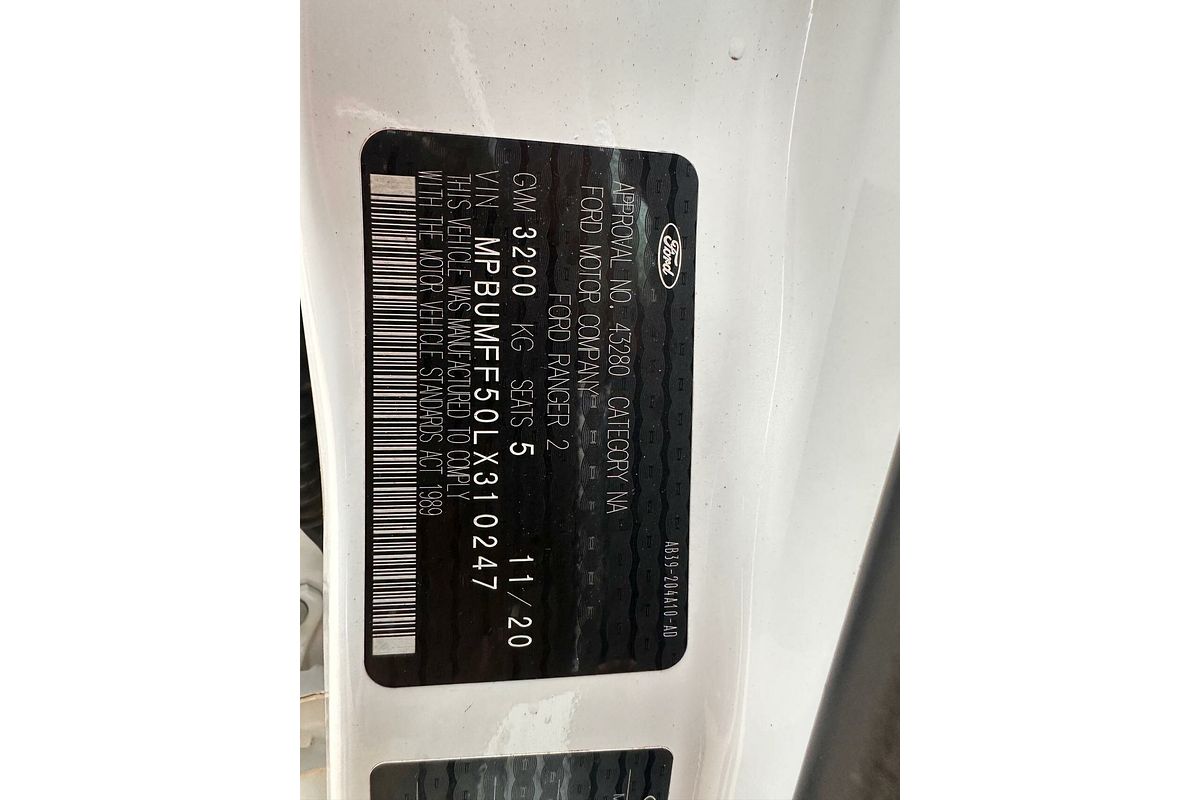 Ford
AB39-204A10-AD
APPROVAL NO. 43280 CATEGORY NA
FORD MOTOR COMPANY
FORD RANGER 2
GVM 3200 KG SEATS 5 11/20
VIN MPBUMFF50LX310247
THIS VEHICLE WAS MANUFACTURED TO COMPLY
WITH THE MOTOR VEHICLE STANDARDS ACT 1989